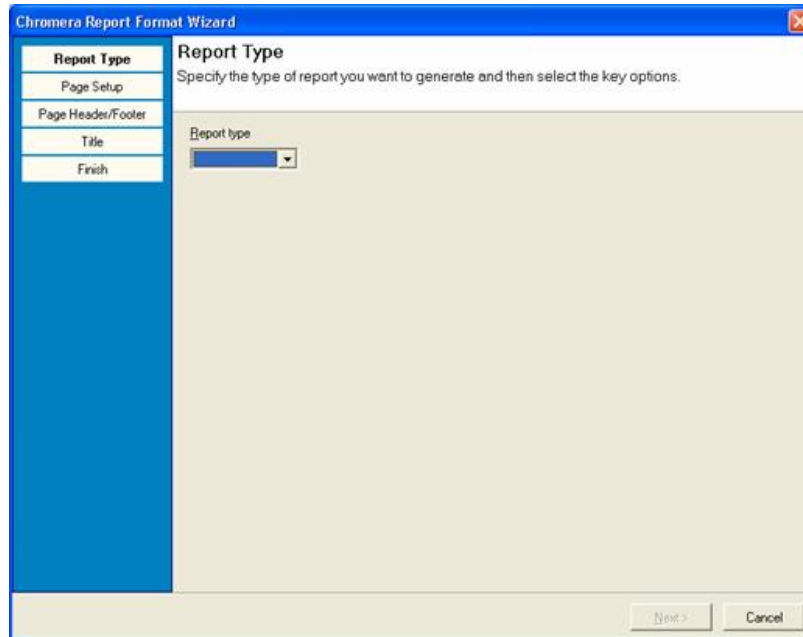 Chromera Report Format Wizard
Report Type
Page Setup
Page Header/Footer
Title
Finish
Report Type
Specify the type of report you want to generate and then select the key options.
Report type
Next >
Cancel